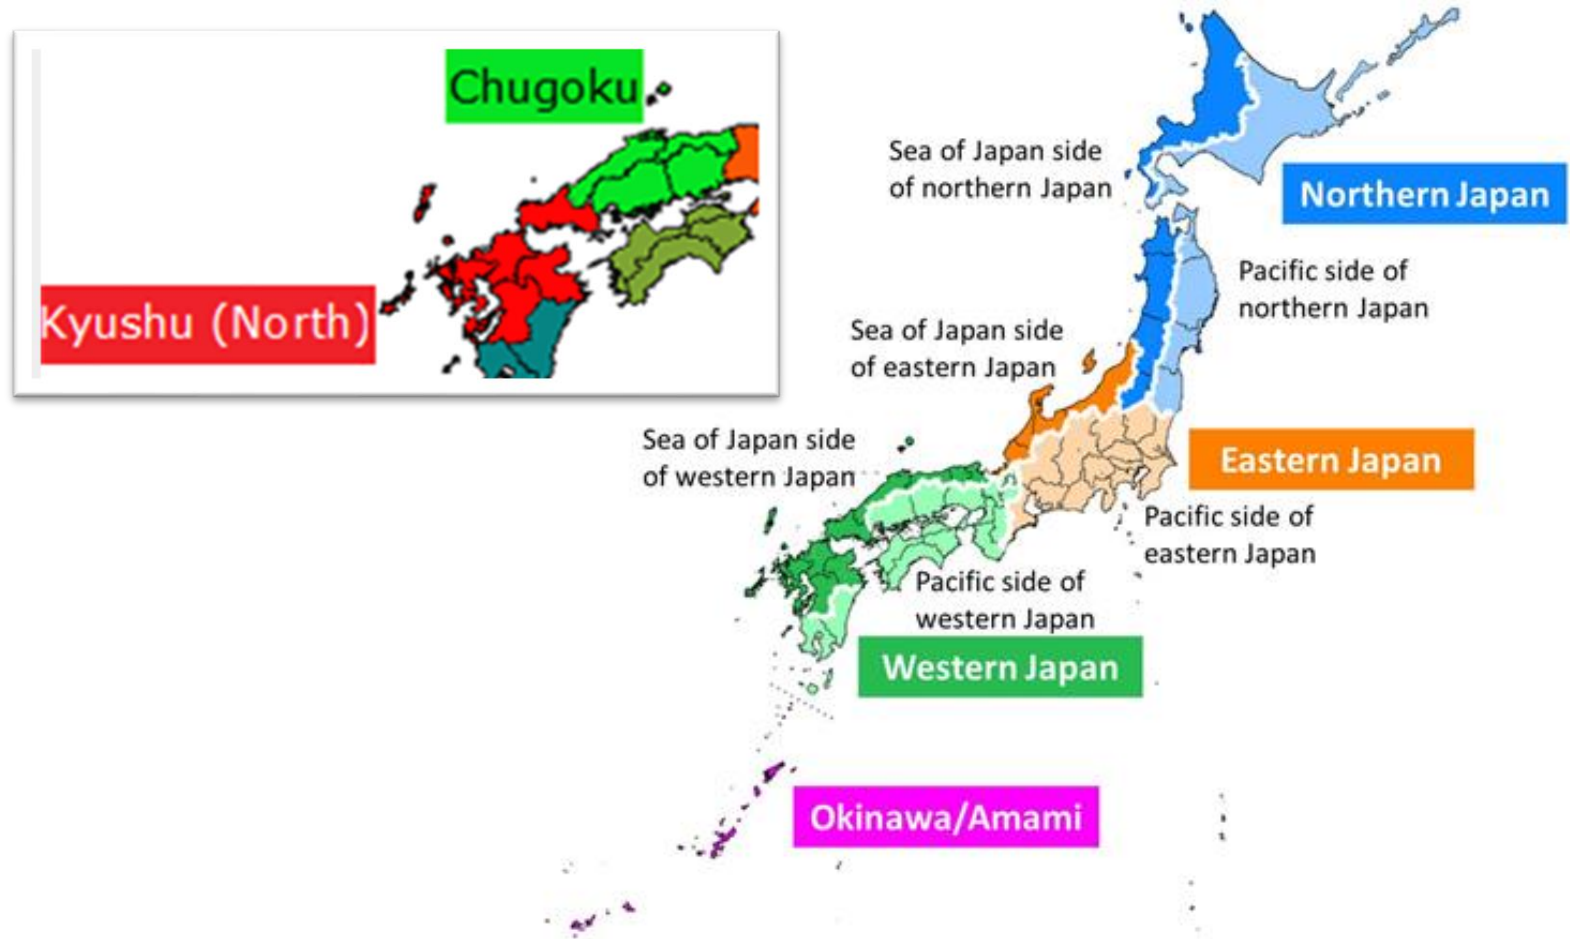 Chugoku
Kyushu (North)
Sea of Japan side
of northern Japan
Northern Japan
Pacific side of
northern Japan
Sea of Japan side
of eastern Japan
Sea of Japan side
of western Japan
Eastern Japan
Pacific side of
eastern Japan
Pacific side of
western Japan
Western Japan
Okinawa/Amami